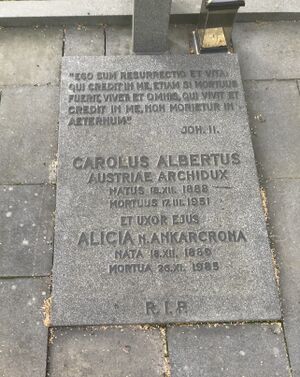 "EGO SUM RESURRECTIO ET VITA,
QUI CREDIT IN ME, ETIAM SI MORTUUS
FUERIT, VIVET ET OMNIS, QUI VIVIT ET
CREDIT IN ME, NON MORIETUR IN
AETERNUM."
JOH. 11.
CAROLUS ALBERTUS
AUSTRIAE ARCHIDUX
NATUS 18.XII. 1888
MORTUUS 17.III. 1951
ET UXOR EJUS
ALICIA N. ANKARCRONA
NATA 18.XII. 1889
MORTUA 26.XI. 1985
R.I.P.